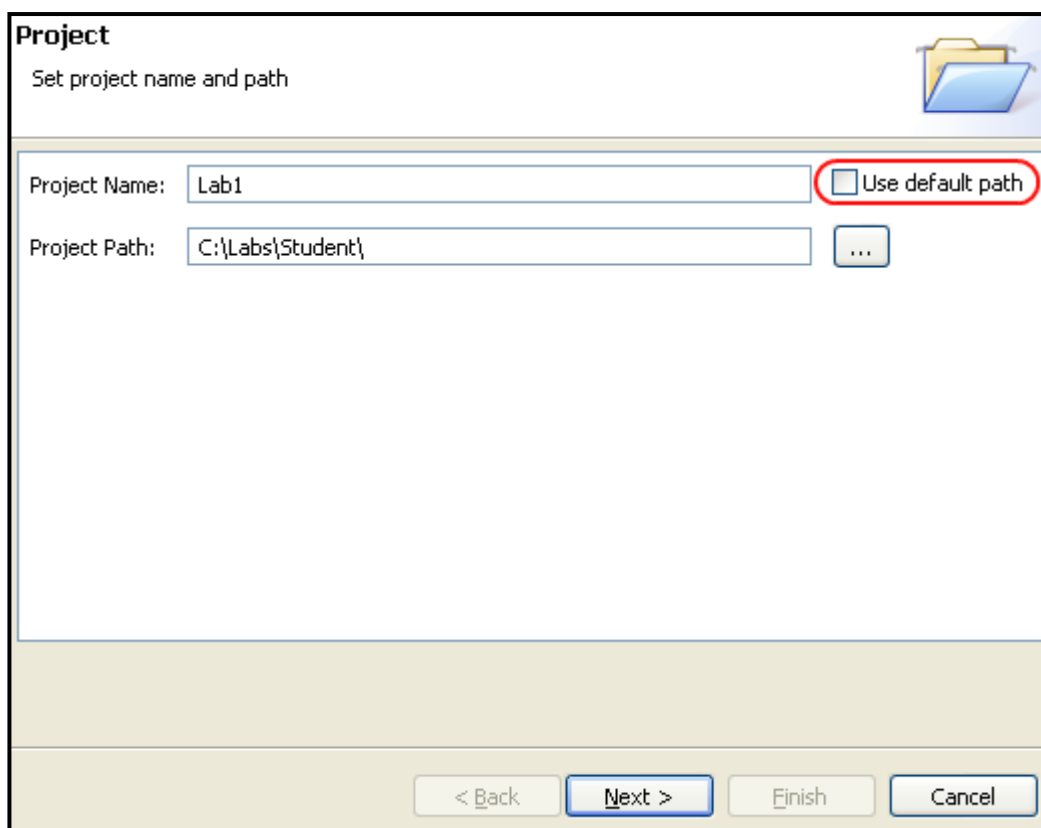 Project
Set project name and path
Project Name: Lab1 Use default path
Project Path: C:\Labs\Student\ ...
< Back Next > Finish Cancel